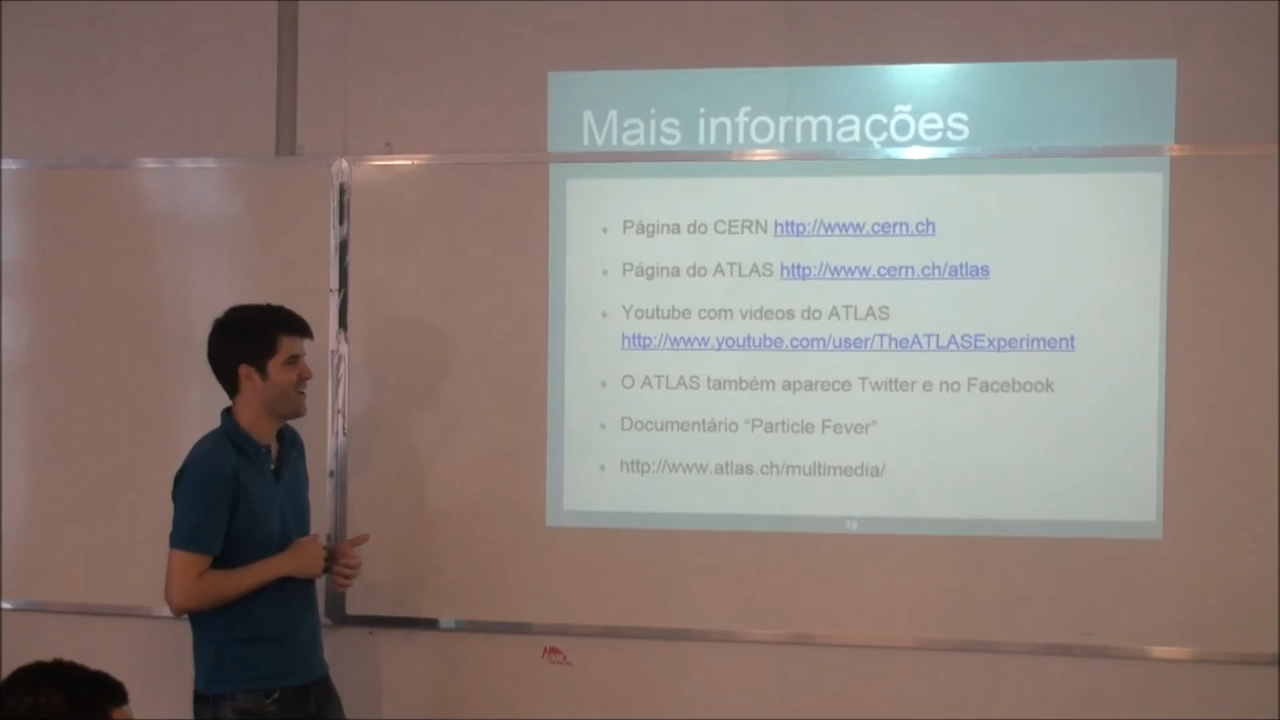 Mais informações
Página do CERN http://www.cern.ch
Página do ATLAS http://www.cern.ch/atlas
Youtube com videos do ATLAS
http://www.youtube.com/user/TheATLASExperiment
O ATLAS também aparece Twitter e no Facebook
Documentário “Particle Fever”
http://www.atlas.ch/multimedia/
59